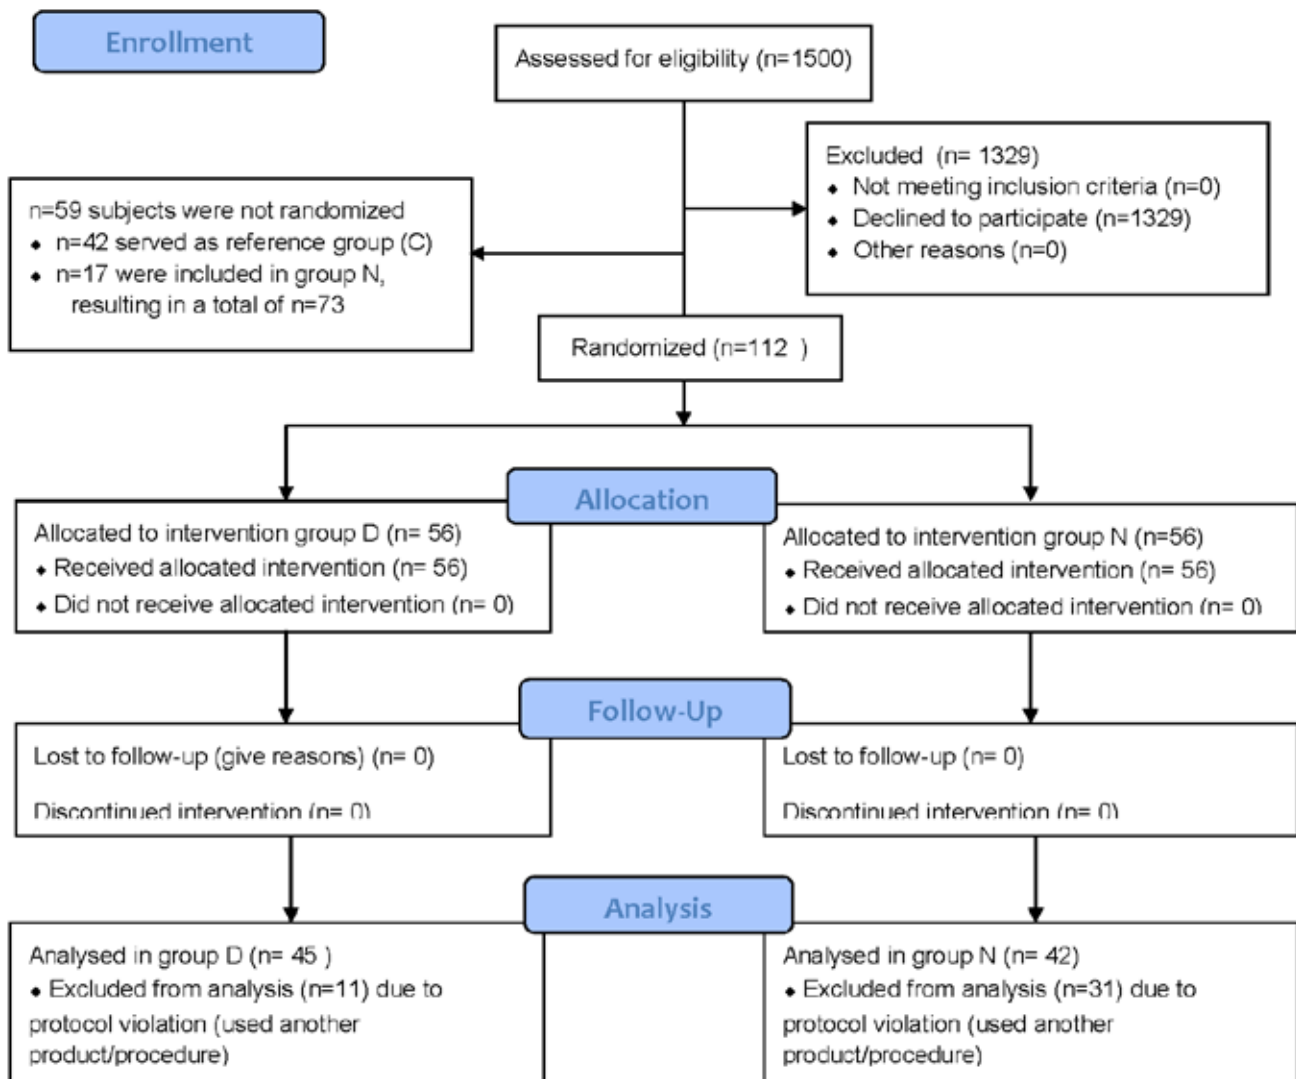 Enrollment
Assessed for eligibility (n=1500)
Excluded  (n= 1329)
⬥ Not meeting inclusion criteria (n=0)
⬥ Declined to participate (n=1329)
⬥ Other reasons (n=0)
n=59 subjects were not randomized
⬥ n=42 served as reference group (C)
⬥ n=17 were included in group N,
resulting in a total of n=73
Randomized (n=112  )
Allocation
Allocated to intervention group D (n= 56)
⬥ Received allocated intervention (n= 56)
⬥ Did not receive allocated intervention (n= 0)
Allocated to intervention group N (n=56)
⬥ Received allocated intervention (n= 56)
⬥ Did not receive allocated intervention (n= 0)
Follow-Up
Lost to follow-up (give reasons) (n= 0)
Discontinued intervention (n= 0)
Lost to follow-up (n= 0)
Discontinued intervention (n= 0)
Analysis
Analysed in group D (n= 45 )
⬥ Excluded from analysis (n=11) due to
protocol violation (used another
product/procedure)
Analysed in group N (n= 42)
⬥ Excluded from analysis (n=31) due to
protocol violation (used another
product/procedure)